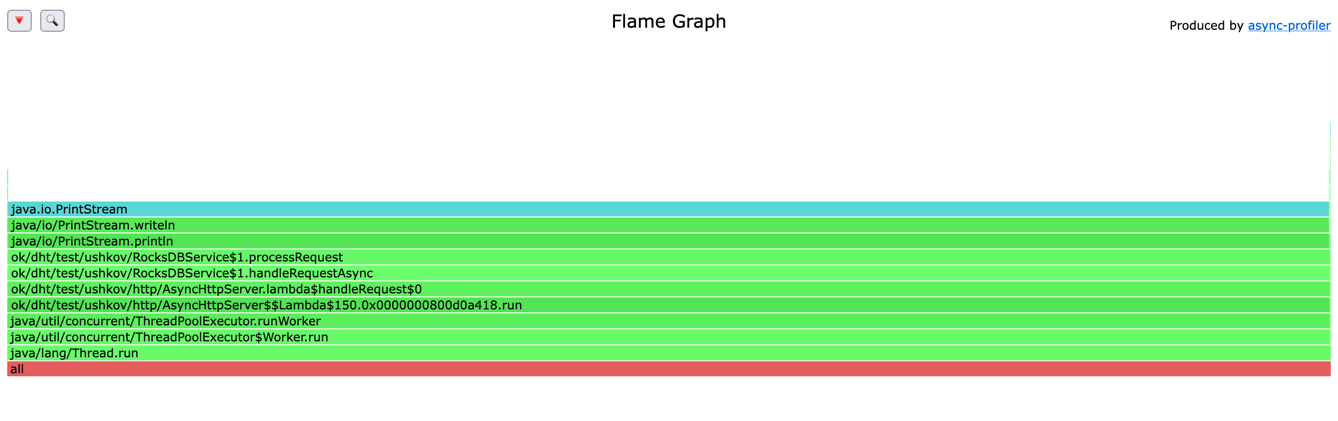 Flame Graph
Produced by async-profiler
java.io.PrintStream
java/io/PrintStream.writeln
java/io/PrintStream.println
ok/dht/test/ushkov/RocksDBService$1.processRequest
ok/dht/test/ushkov/RocksDBService$1.handleRequestAsync
ok/dht/test/ushkov/http/AsyncHttpServer.lambda$handleRequest$0
ok/dht/test/ushkov/http/AsyncHttpServer$$Lambda$150.0x0000000800d0a418.run
java/util/concurrent/ThreadPoolExecutor.runWorker
java/util/concurrent/ThreadPoolExecutor$Worker.run
java/lang/Thread.run
all